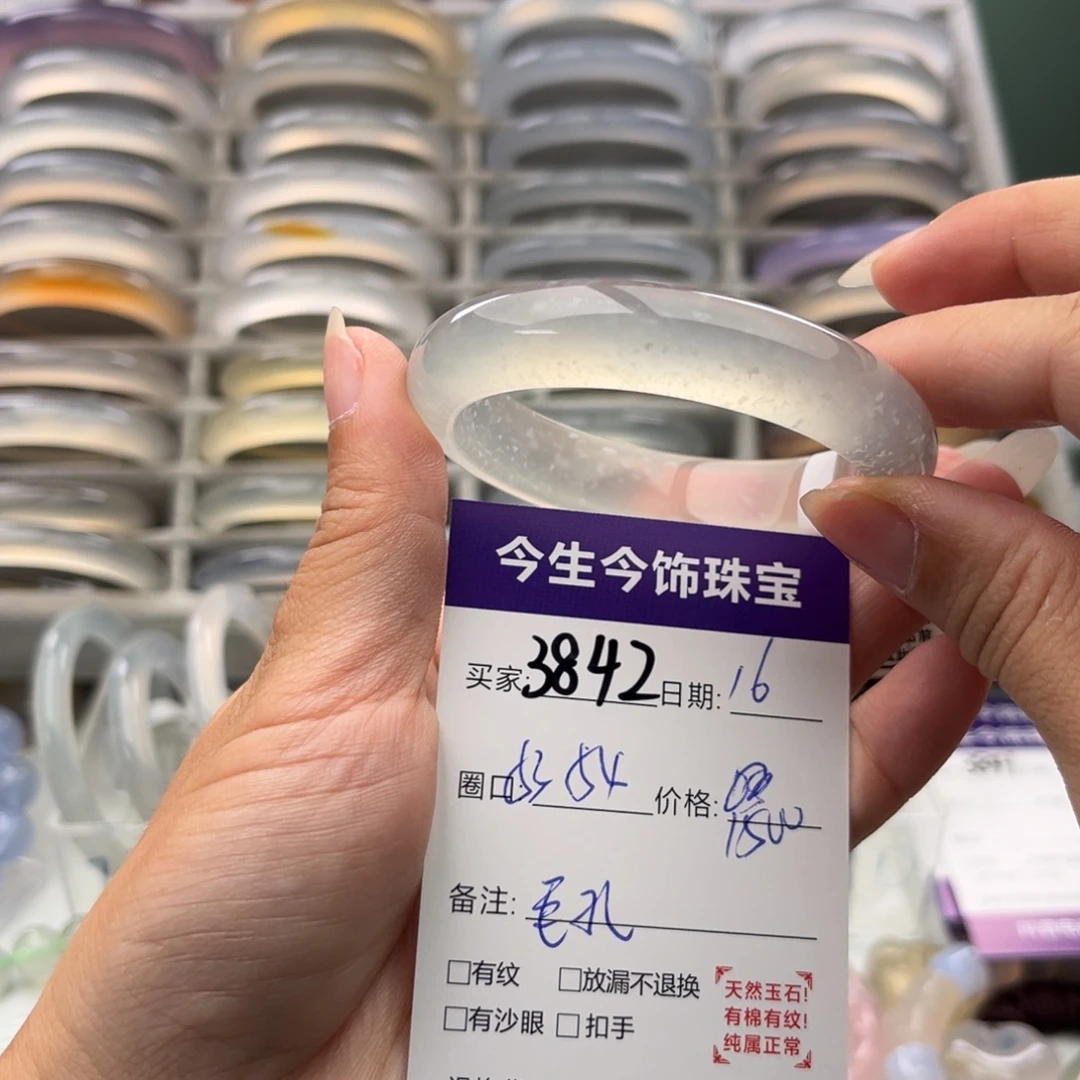 今生今饰珠宝
买家:3842 日期:16
圈口: 54 价格: 1500
备注:毛孔
□有纹 □放漏不退换
□有沙眼 □扣手
天然玉石!
有棉有纹!
纯属正常